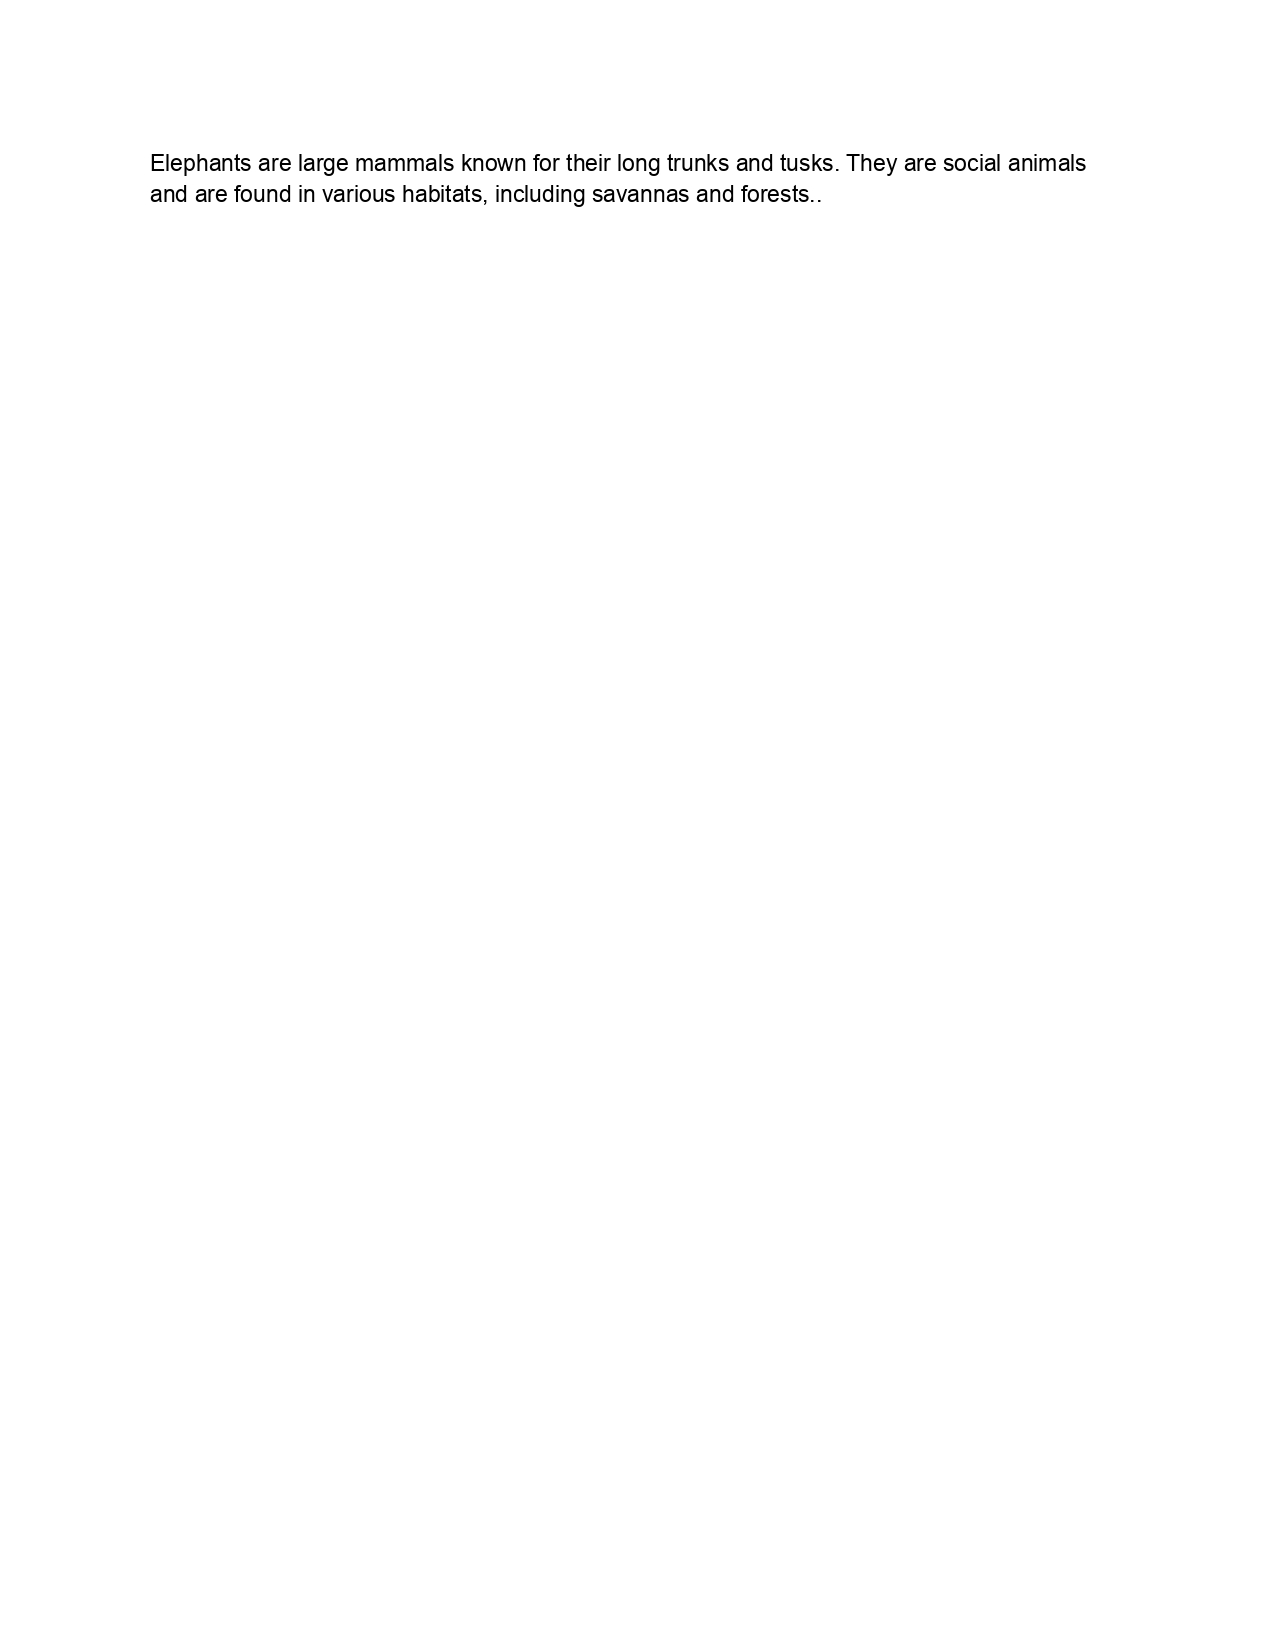 Elephants are large mammals known for their long trunks and tusks. They are social animals
and are found in various habitats, including savannas and forests..